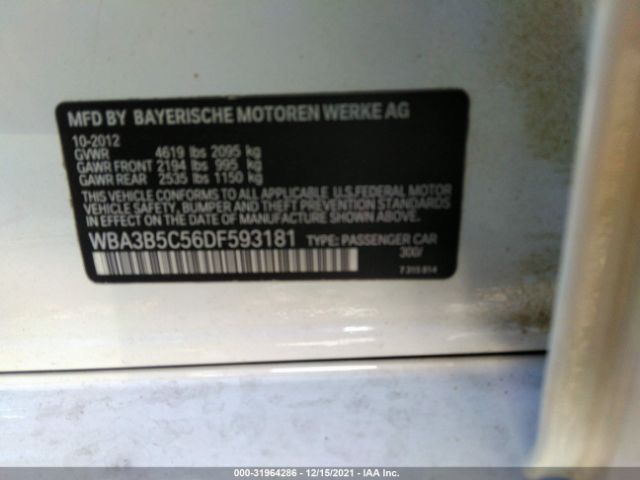 MFD BY BAYERISCHE MOTOREN WERKE AG
10-2012
GVWR 4619 lbs 2095 kg
GAWR FRONT 2194 lbs 995 kg
GAWR REAR 2535 lbs 1150 kg
THIS VEHICLE CONFORMS TO ALL APPLICABLE U.S.FEDERAL MOTOR
VEHICLE SAFETY, BUMPER AND THEFT PREVENTION STANDARDS
IN EFFECT ON THE DATE OF MANUFACTURE SHOWN ABOVE.
WBA3B5C56DF593181 TYPE: PASSENGER CAR
300/
7 315 814
000-31964286 - 12/15/2021 - IAA Inc.